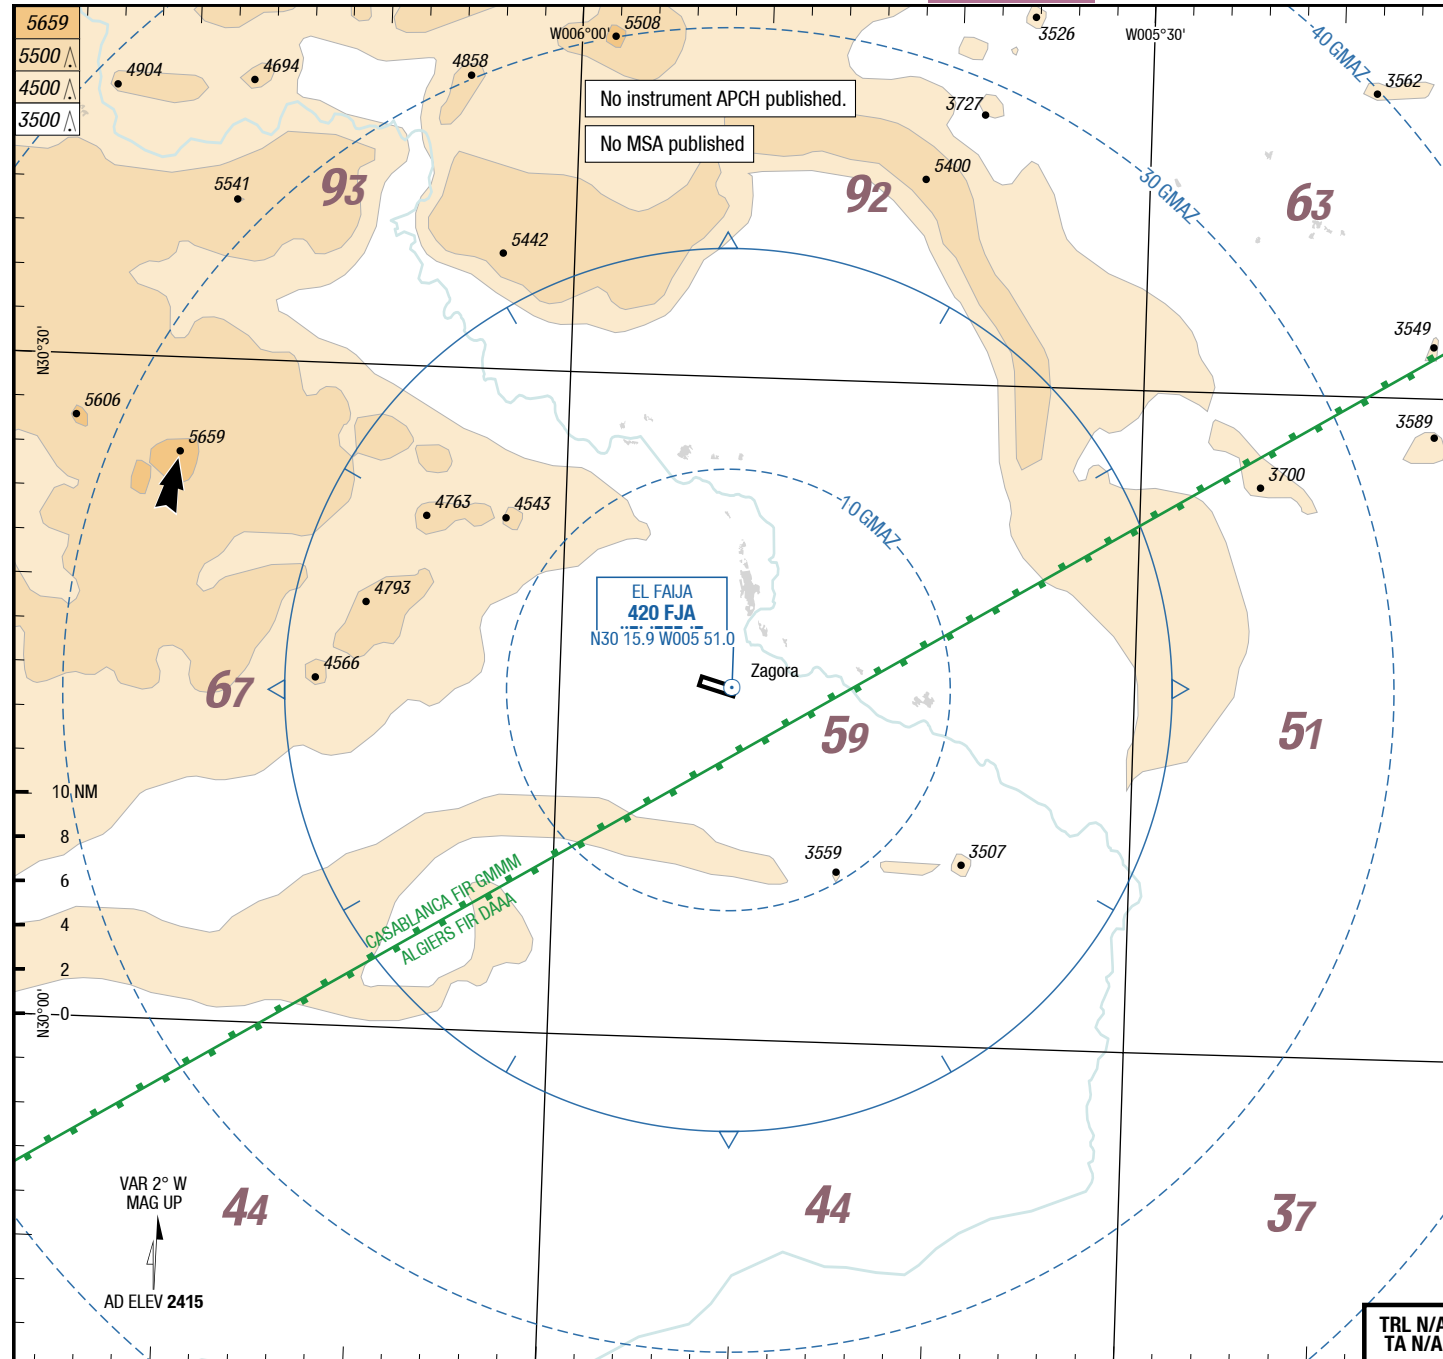 5659
5500
4500
3500
4904
4694
4858
5508
W006°00'
3526
W005°30'
40 GMAZ
3562
No instrument APCH published.
No MSA published
3727
5400
30 GMAZ
5541
93
92
63
5442
N30°30'
3549
5606
5659
3589
3700
4763
4543
10 GMAZ
EL FAIJA
420 FJA
N30 15.9 W005 51.0
4793
4566
Zagora
67
59
51
10 NM
8
6
4
2
0
3559
3507
CASABLANCA FIR GMMM
ALGIERS FIR DAAA
N30°00'
VAR 2° W
MAG UP
44
44
37
AD ELEV 2415
TRL N/A
TA N/A